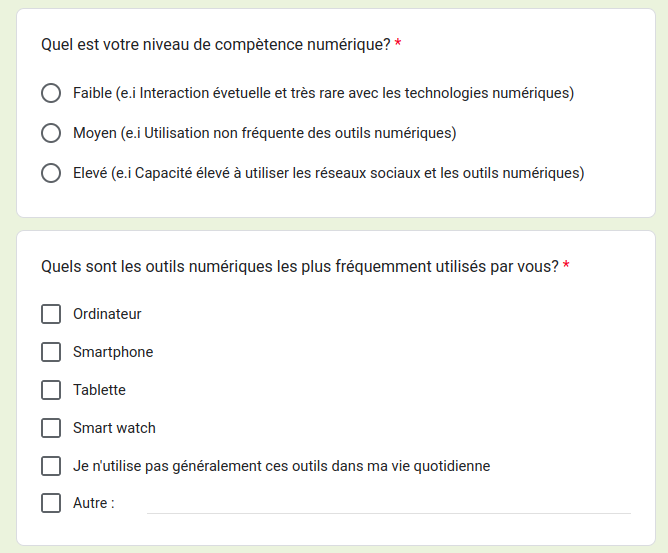 Quel est votre niveau de compètence numérique? *
Faible (e.i Interaction évetuelle et très rare avec les technologies numériques)
Moyen (e.i Utilisation non fréquente des outils numériques)
Elevé (e.i Capacité élevé à utiliser les réseaux sociaux et les outils numériques)
Quels sont les outils numériques les plus fréquemment utilisés par vous? *
Ordinateur
Smartphone
Tablette
Smart watch
Je n'utilise pas généralement ces outils dans ma vie quotidienne
Autre :